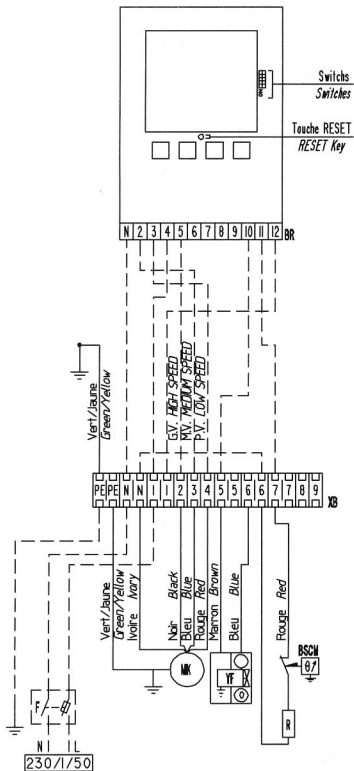 Switchs
Switches
ON
Touche RESET
RESET Key
N 2 3 4 5 6 7 8 9 10 11 12 BR
Vert/Jaune
Green/Yellow
G.V. HIGH SPEED
M.V. MEDIUM SPEED
P.V. LOW SPEED
PE PE N N 1 1 2 3 4 5 5 6 6 7 7 8 9
XB
Vert/Jaune
Green/Yellow
Ivoire Ivory
Noir Black
Bleu Blue
Rouge Red
Marron Brown
Bleu Blue
Rouge Red
MK
YF
BSCM
θ
R
F
N L
230/1/50